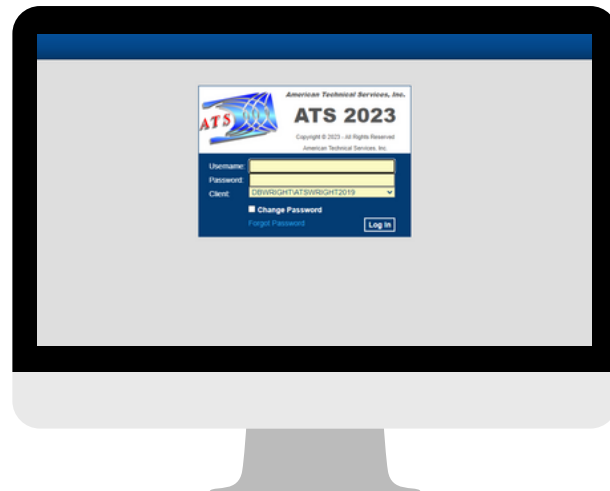 American Technical Services, Inc.
ATS
ATS 2023
Copyright © 2023 - All Rights Reserved
American Technical Services, Inc.
Username:
Password:
Client: DBWRIGHT\ATSWRIGHT2019
Change Password
Forgot Password
Log In